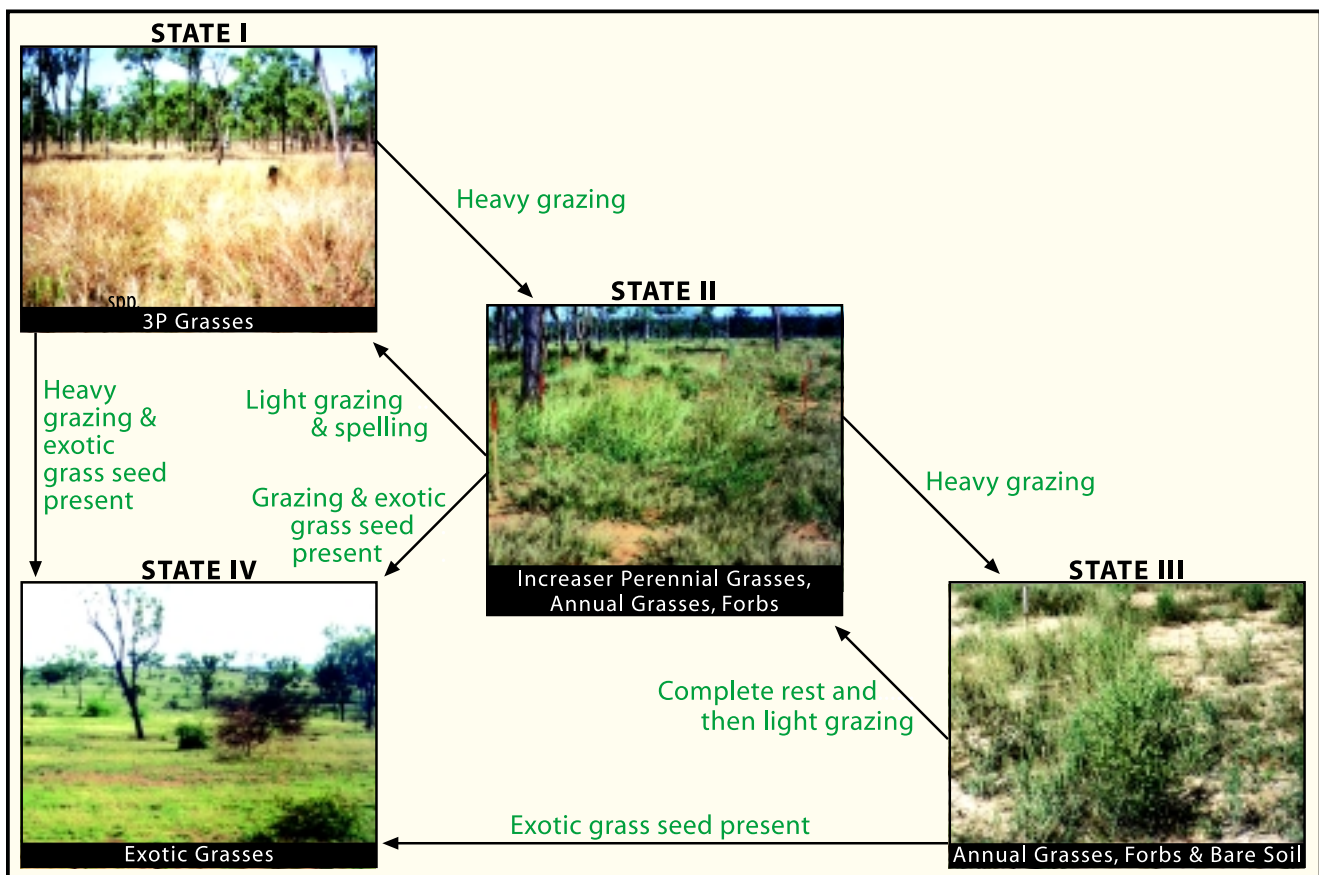 STATE I
spp.
3P Grasses
Heavy grazing
STATE II
Increaser Perennial Grasses,
Annual Grasses, Forbs
Heavy
grazing &
exotic
grass seed
present
Light grazing
& spelling
Grazing & exotic
grass seed
present
Heavy grazing
STATE IV
Exotic Grasses
STATE III
Annual Grasses, Forbs & Bare Soil
Complete rest and
then light grazing
Exotic grass seed present